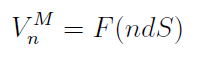 V_n^M = F(ndS)